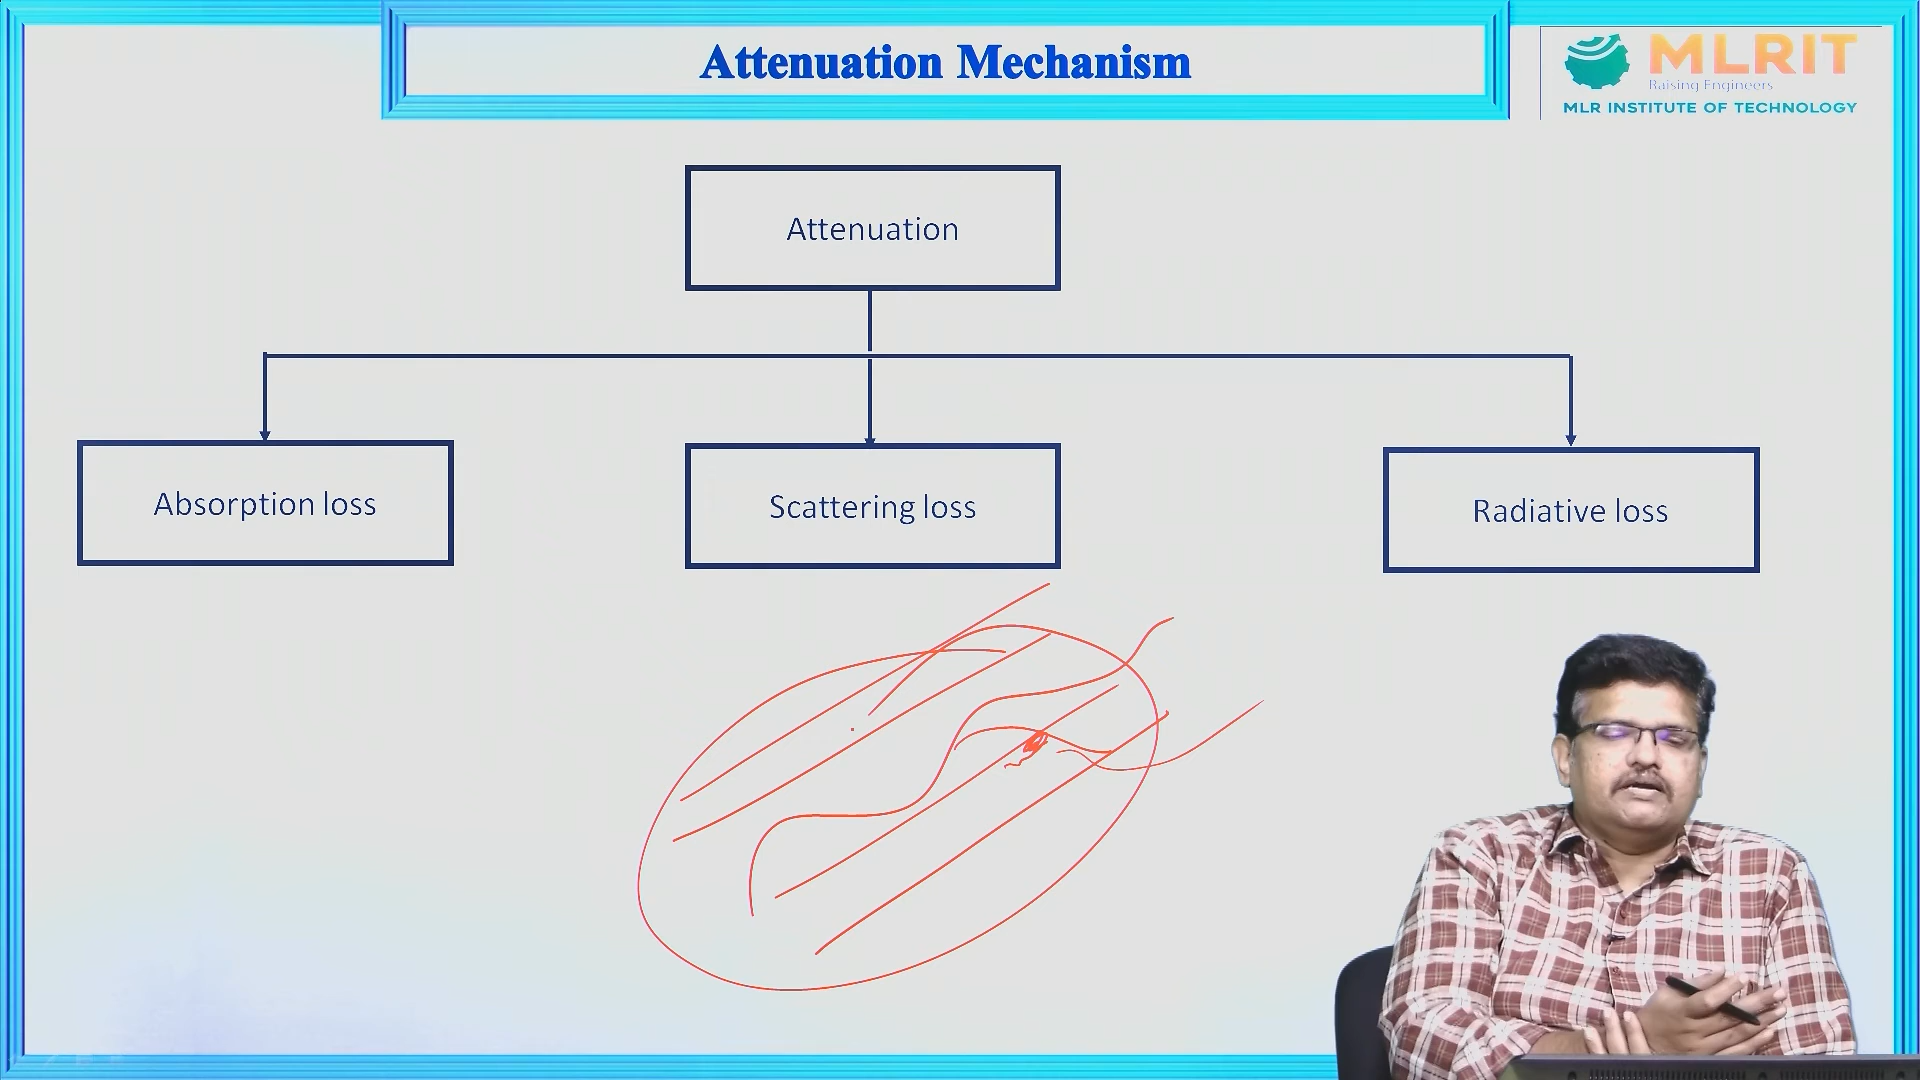 Attenuation Mechanism
MLRIT
Raising Engineers
MLR INSTITUTE OF TECHNOLOGY
Attenuation
Absorption loss
Scattering loss
Radiative loss